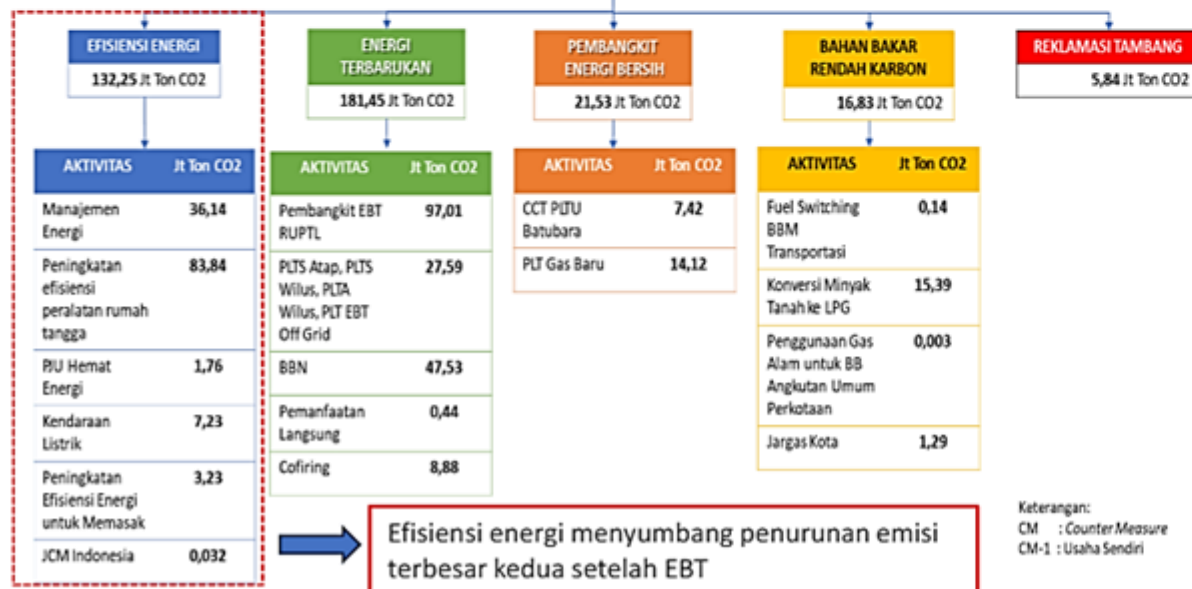 EFISIENSI ENERGI
132,25 Jt Ton CO2
ENERGI
TERBARUKAN
181,45 Jt Ton CO2
PEMBANGKIT
ENERGI BERSIH
21,53 Jt Ton CO2
BAHAN BAKAR
RENDAH KARBON
16,83 Jt Ton CO2
REKLAMASI TAMBANG
5,84 Jt Ton CO2
AKTIVITAS Jt Ton CO2
Manajemen 36,14
Energi
Peningkatan 83,84
efisiensi
peralatan rumah
tangga
PJU Hemat 1,76
Energi
Kendaraan 7,23
Listrik
Peningkatan 3,23
Efisiensi Energi
untuk Memasak
JCM Indonesia 0,032
AKTIVITAS Jt Ton CO2
Pembangkit EBT 97,01
RUPTL
PLTS Atap, PLTS 27,59
Wilus, PLTA
Wilus, PLT EBT
Off Grid
BBN 47,53
Pemanfaatan 0,44
Langsung
Cofiring 8,88
AKTIVITAS Jt Ton CO2
CCT PLTU 7,42
Batubara
PLT Gas Baru 14,12
AKTIVITAS Jt Ton CO2
Fuel Switching 0,14
BBM
Transportasi
Konversi Minyak 15,39
Tanah ke LPG
Penggunaan Gas 0,003
Alam untuk BB
Angkutan Umum
Perkotaan
Jargas Kota 1,29
Efisiensi energi menyumbang penurunan emisi
terbesar kedua setelah EBT
Keterangan:
CM : Counter Measure
CM-1 : Usaha Sendiri